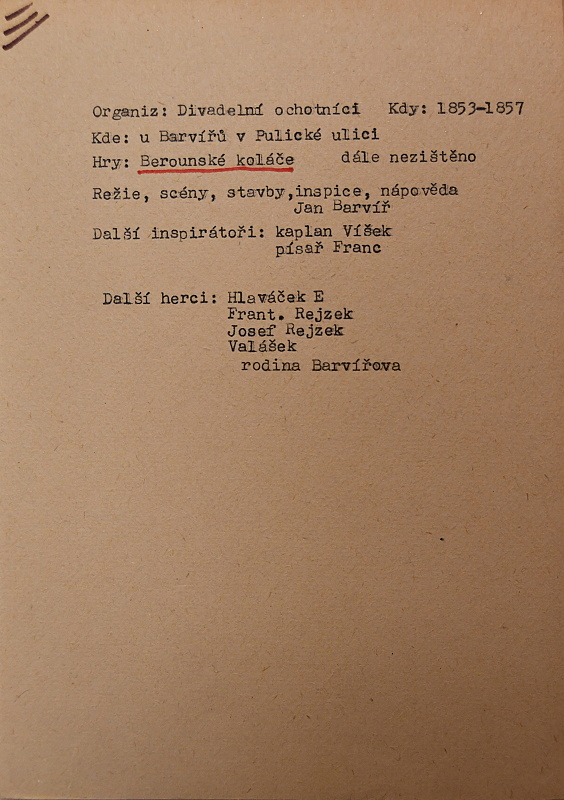 Organiz: Divadelní ochotníci Kdy: 1853-1857
Kde: u Barvířů v Pulické ulici
Hry: Berounské koláče dále nezištěno
Režie, scény, stavby,inspice, nápověda
Jan Barvíř
Další inspirátoři: kaplan Víšek
písař Franc
Další herci: Hlaváček E
Frant. Rejzek
Josef Rejzek
Valášek
rodina Barvířova